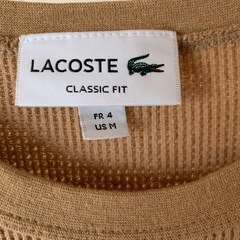 LACOSTE
CLASSIC FIT
FR 4
US M